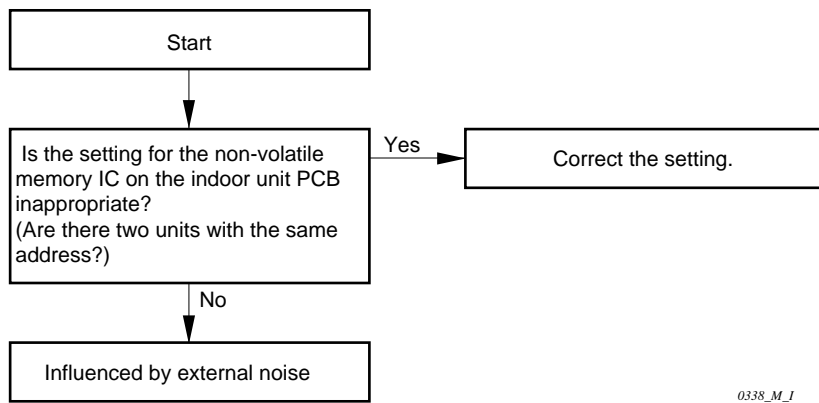 Start
Is the setting for the non-volatile
memory IC on the indoor unit PCB
inappropriate?
(Are there two units with the same
address?)
Yes
Correct the setting.
No
Influenced by external noise
0338_M_I